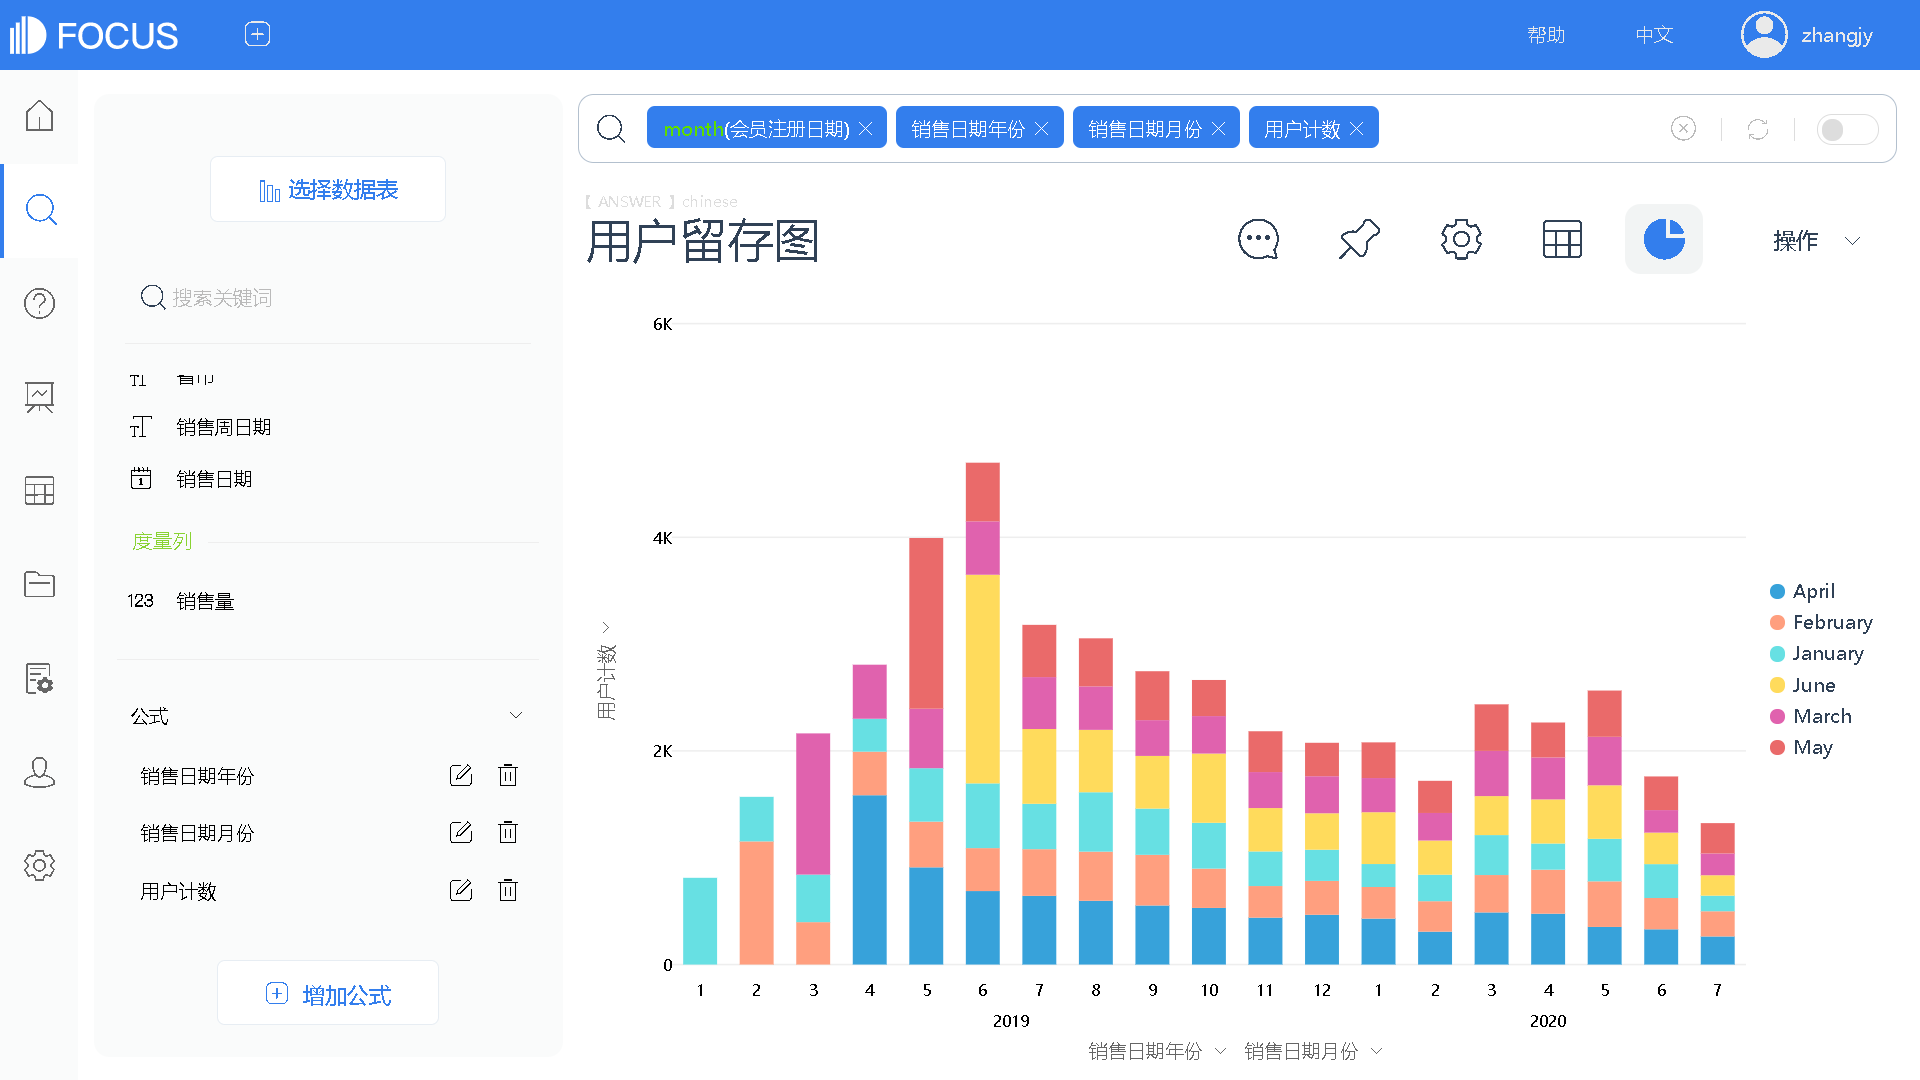 FOCUS
帮助
中文
zhangjy
选择数据表
搜索关键词
销售周日期
1
销售日期
度量列
123 销售量
公式
销售日期年份
销售日期月份
用户计数
增加公式
month(会员注册日期)
销售日期年份
销售日期月份
用户计数
【 ANSWER 】chinese
用户留存图
操作
6K
4K
2K
0
用户计数
1 2 3 4 5 6 7 8 9 10 11 12 1 2 3 4 5 6 7
2019 2020
销售日期年份 销售日期月份
April
February
January
June
March
May